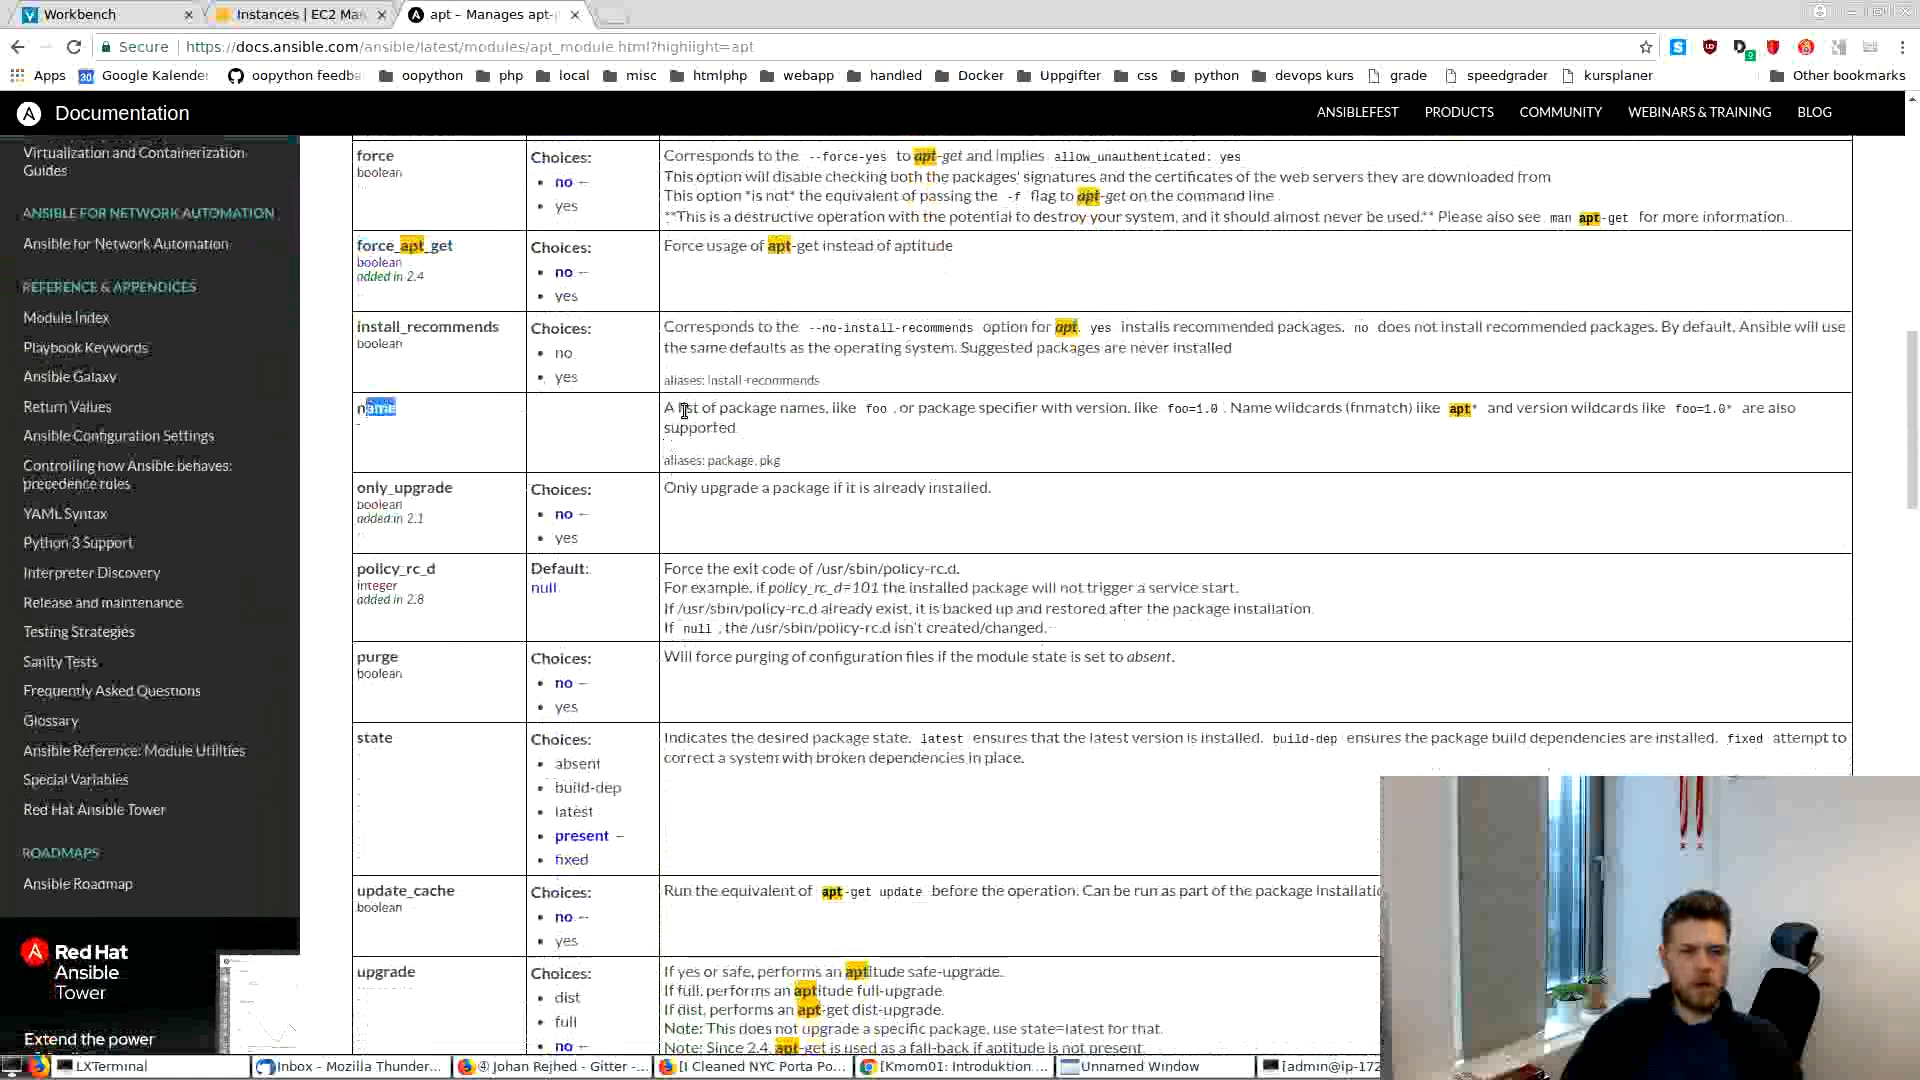 Workbench
Instances | EC2 Man
apt – Manages apt-p
Secure https://docs.ansible.com/ansible/latest/modules/apt_module.html?highlight=apt
Apps
Google Kalender
oopython feedba
oopython
php
local
misc
htmlphp
webapp
handled
Docker
Uppgifter
css
python
devops kurs
grade
speedgrader
kursplaner
Other bookmarks
Documentation
ANSIBLEFEST
PRODUCTS
COMMUNITY
WEBINARS & TRAINING
BLOG
Virtualization and Containerization
Guides
ANSIBLE FOR NETWORK AUTOMATION
Ansible for Network Automation
REFERENCE & APPENDICES
Module Index
Playbook Keywords
Ansible Galaxy
Return Values
Ansible Configuration Settings
Controlling how Ansible behaves:
precedence rules
YAML Syntax
Python 3 Support
Interpreter Discovery
Release and maintenance
Testing Strategies
Sanity Tests
Frequently Asked Questions
Glossary
Ansible Reference: Module Utilities
Special Variables
Red Hat Ansible Tower
ROADMAPS
Ansible Roadmap
Red Hat
Ansible
Tower
Extend the power
force
boolean
Choices:
no ←
yes
Corresponds to the --force-yes to apt-get and implies allow_unauthenticated: yes
This option will disable checking both the packages' signatures and the certificates of the web servers they are downloaded from
This option *is not* the equivalent of passing the -f flag to apt-get on the command line
**This is a destructive operation with the potential to destroy your system, and it should almost never be used.** Please also see man apt-get for more information.
force_apt_get
boolean
added in 2.4
Choices:
no ←
yes
Force usage of apt-get instead of aptitude
install_recommends
boolean
Choices:
no
yes
Corresponds to the --no-install-recommends option for apt. yes installs recommended packages. no does not install recommended packages. By default, Ansible will use
the same defaults as the operating system. Suggested packages are never installed
aliases: install-recommends
name
-
A list of package names, like foo , or package specifier with version, like foo=1.0 . Name wildcards (fnmatch) like apt* and version wildcards like foo=1.0* are also
supported
aliases: package, pkg
only_upgrade
boolean
added in 2.1
Choices:
no ←
yes
Only upgrade a package if it is already installed.
policy_rc_d
integer
added in 2.8
Default:
null
Force the exit code of /usr/sbin/policy-rc.d.
For example, if policy_rc_d=101 the installed package will not trigger a service start.
If /usr/sbin/policy-rc.d already exist, it is backed up and restored after the package installation.
If null , the /usr/sbin/policy-rc.d isn't created/changed.
purge
boolean
Choices:
no ←
yes
Will force purging of configuration files if the module state is set to absent.
state
Choices:
absent
build-dep
latest
present ←
fixed
Indicates the desired package state. latest ensures that the latest version is installed. build-dep ensures the package build dependencies are installed. fixed attempt to
correct a system with broken dependencies in place.
update_cache
boolean
Choices:
no ←
yes
Run the equivalent of apt-get update before the operation. Can be run as part of the package installatio
upgrade
Choices:
dist
full
no ←
If yes or safe, performs an aptitude safe-upgrade.
If full, performs an aptitude full-upgrade.
If dist, performs an apt-get dist-upgrade.
Note: This does not upgrade a specific package, use state=latest for that.
Note: Since 2.4, apt-get is used as a fall-back if aptitude is not present.
LXTerminal
Inbox - Mozilla Thunder...
④ Johan Rejhed - Gitter -...
[I Cleaned NYC Porta Po...
[Kmom01: Introduktion ...
Unnamed Window
[admin@ip-172